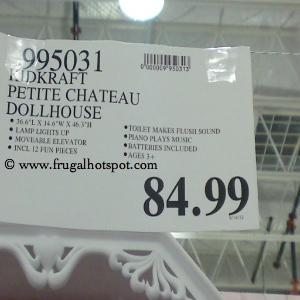 995031
0000009950313
KIDKRAFT
PETITE CHATEAU
DOLLHOUSE
• 36.6"L X 14.6"W X 46.3"H
• LAMP LIGHTS UP
• MOVEABLE ELEVATOR
• INCL 12 FUN PIECES
• TOILET MAKES FLUSH SOUND
• PIANO PLAYS MUSIC
• BATTERIES INCLUDED
• AGES 3+
www.frugalhotspot.com
84.99